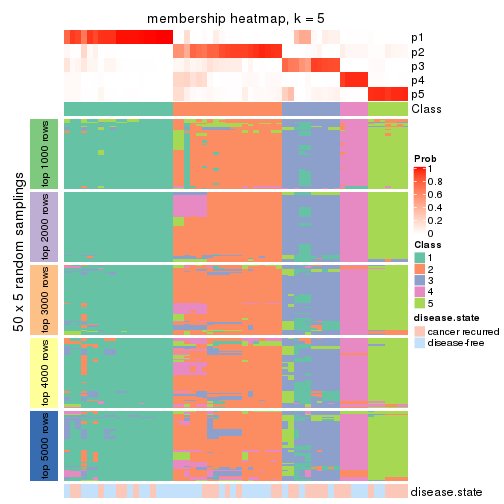 membership heatmap, k = 5
p1
p2
p3
p4
p5
Class
50 x 5 random samplings
top 1000 rows
top 2000 rows
top 3000 rows
top 4000 rows
top 5000 rows
disease.state
Prob
1
0.8
0.6
0.4
0.2
0
Class
1
2
3
4
5
disease.state
cancer recurred
disease-free